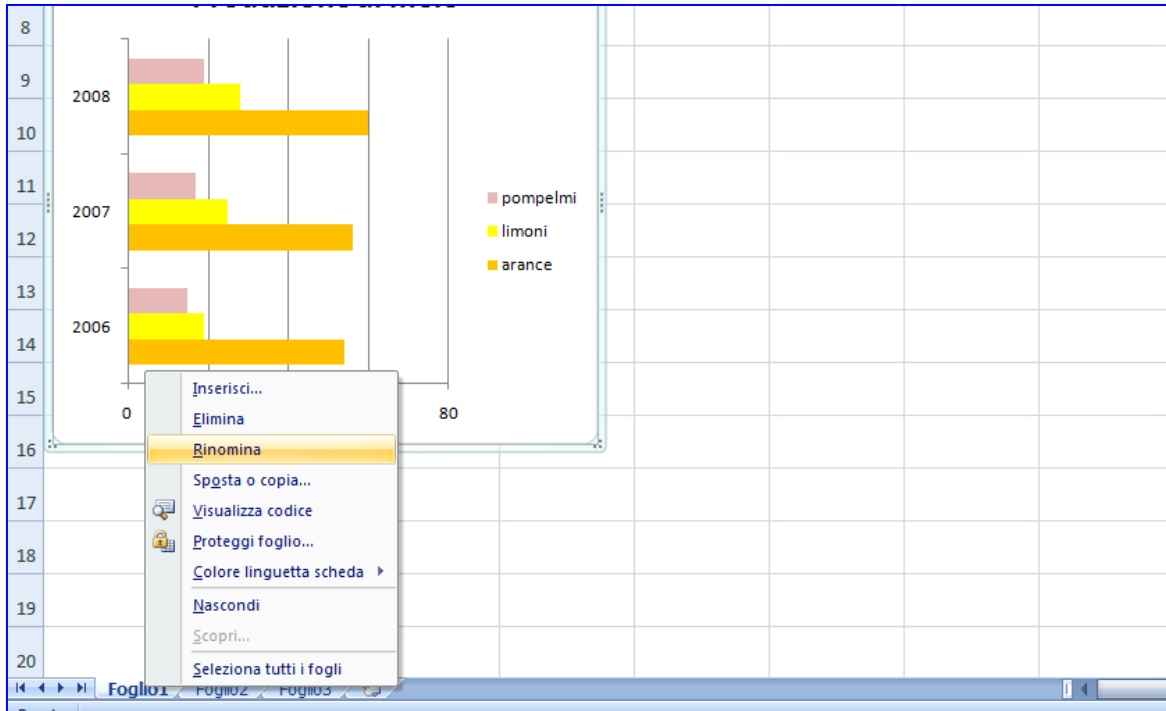 8
9
10
11
12
13
14
15
16
17
18
19
20
2008
2007
2006
0
80
pompelmi
limoni
arance
Inserisci...
Elimina
Rinomina
Sposta o copia...
Visualizza codice
Proteggi foglio...
Colore linguetta scheda
Nascondi
Scopri...
Seleziona tutti i fogli
Foglio1 Foglio2 Foglio3